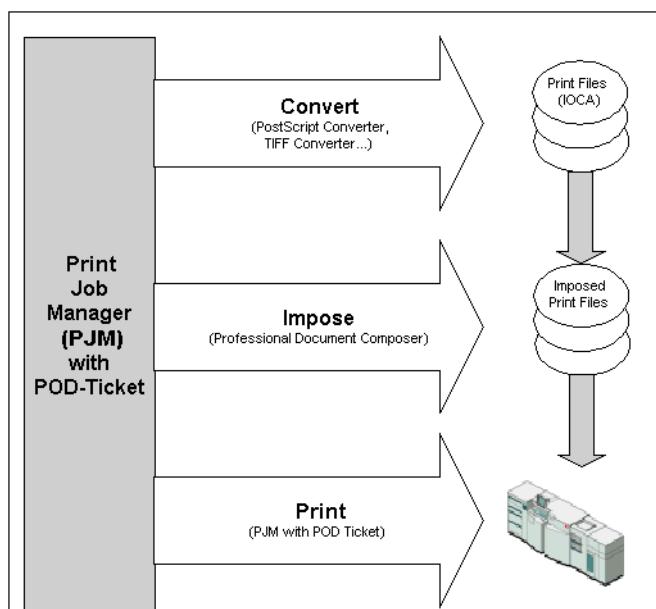 Print
Job
Manager
(PJM)
with
POD-Ticket
Convert
(PostScript Converter,
TIFF Converter...)
Print Files
(IOCA)
Impose
(Professional Document Composer)
Imposed
Print Files
Print
(PJM with POD Ticket)